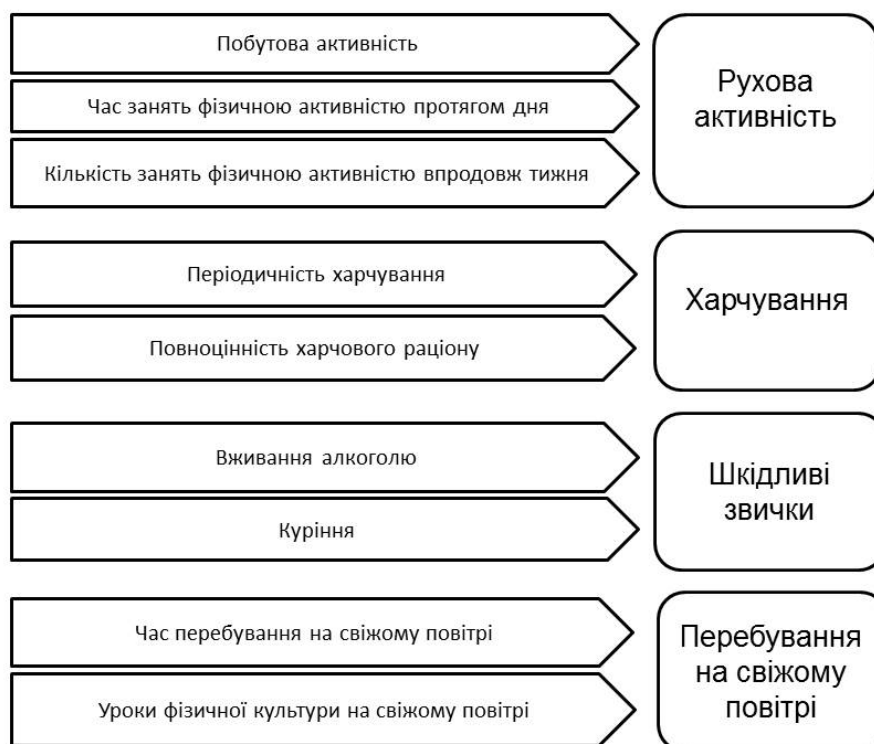 Побутова активність
Час занять фізичною активністю протягом дня
Кількість занять фізичною активністю впродовж тижня
Рухова
активність
Періодичність харчування
Повноцінність харчового раціону
Харчування
Вживання алкоголю
Куріння
Шкідливі
звички
Час перебування на свіжому повітрі
Уроки фізичної культури на свіжому повітрі
Перебування
на свіжому
повітрі